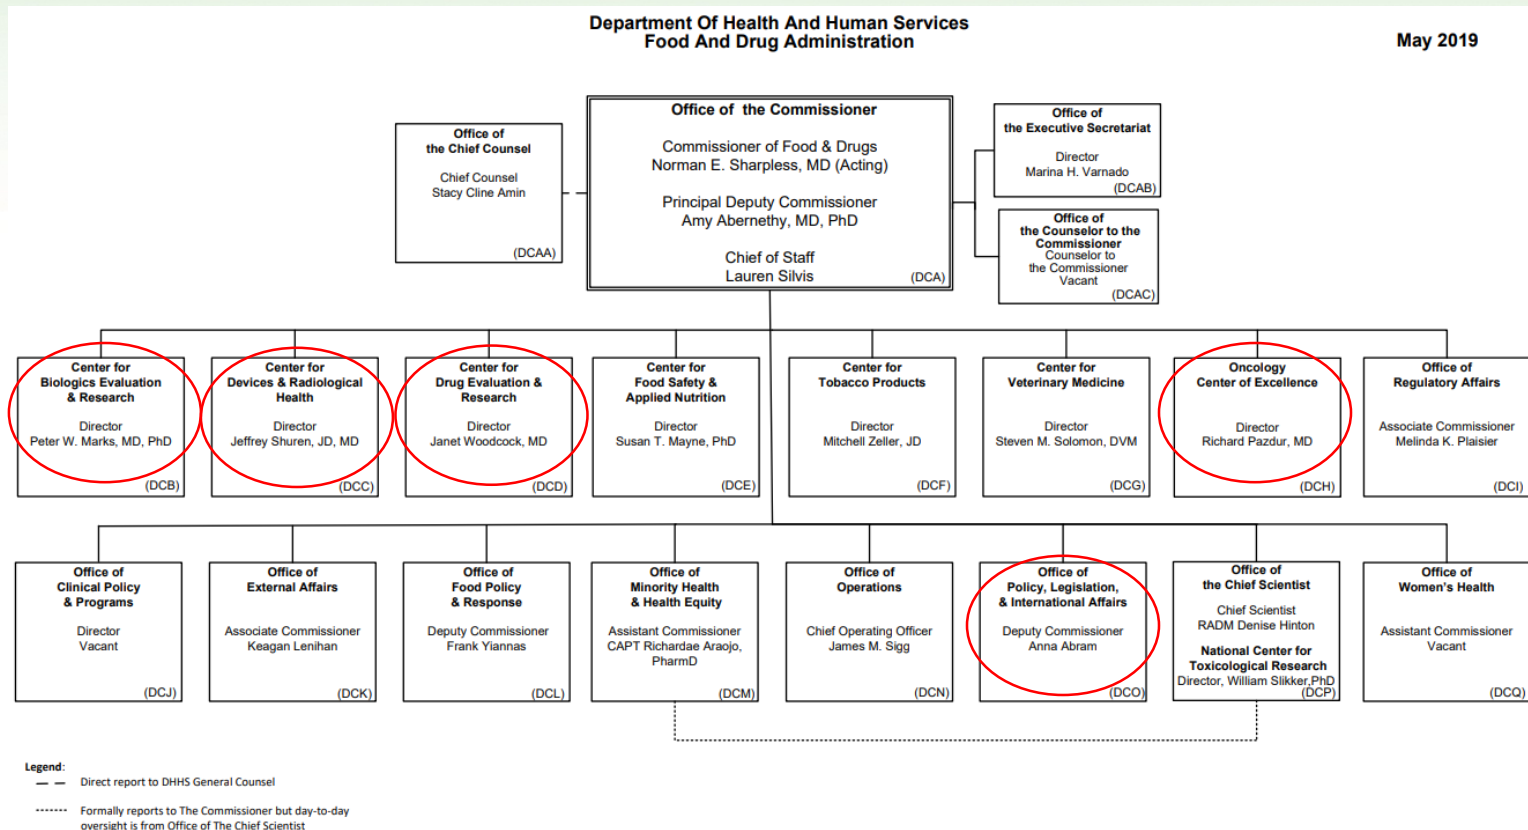 Department Of Health And Human Services
Food And Drug Administration
May 2019
Office of
the Chief Counsel
Chief Counsel
Stacy Cline Amin
(DCAA)
Office of the Commissioner
Commissioner of Food & Drugs
Norman E. Sharpless, MD (Acting)
Principal Deputy Commissioner
Amy Abernethy, MD, PhD
Chief of Staff
Lauren Silvis
(DCA)
Office of
the Executive Secretariat
Director
Marina H. Varnado
(DCAB)
Office of
the Counselor to the
Commissioner
Counselor to
the Commissioner
Vacant
(DCAC)
Center for
Biologics Evaluation
& Research
Director
Peter W. Marks, MD, PhD
(DCB)
Center for
Devices & Radiological
Health
Director
Jeffrey Shuren, JD, MD
(DCC)
Center for
Drug Evaluation &
Research
Director
Janet Woodcock, MD
(DCD)
Center for
Food Safety &
Applied Nutrition
Director
Susan T. Mayne, PhD
(DCE)
Center for
Tobacco Products
Director
Mitchell Zeller, JD
(DCF)
Center for
Veterinary Medicine
Director
Steven M. Solomon, DVM
(DCG)
Oncology
Center of Excellence
Director
Richard Pazdur, MD
(DCH)
Office of
Regulatory Affairs
Associate Commissioner
Melinda K. Plaisier
(DCI)
Office of
Clinical Policy
& Programs
Director
Vacant
(DCJ)
Office of
External Affairs
Associate Commissioner
Keagan Lenihan
(DCK)
Office of
Food Policy
& Response
Deputy Commissioner
Frank Yiannas
(DCL)
Office of
Minority Health
& Health Equity
Assistant Commissioner
CAPT Richardae Araojo,
PharmD
(DCM)
Office of
Operations
Chief Operating Officer
James M. Sigg
(DCN)
Office of
Policy, Legislation,
& International Affairs
Deputy Commissioner
Anna Abram
(DCO)
Office of
the Chief Scientist
Chief Scientist
RADM Denise Hinton
National Center for
Toxicological Research
Director, William Slikker,PhD
(DCP)
Office of
Women's Health
Assistant Commissioner
Vacant
(DCQ)
Legend:
Direct report to DHHS General Counsel
Formally reports to The Commissioner but day-to-day
oversight is from Office of The Chief Scientist